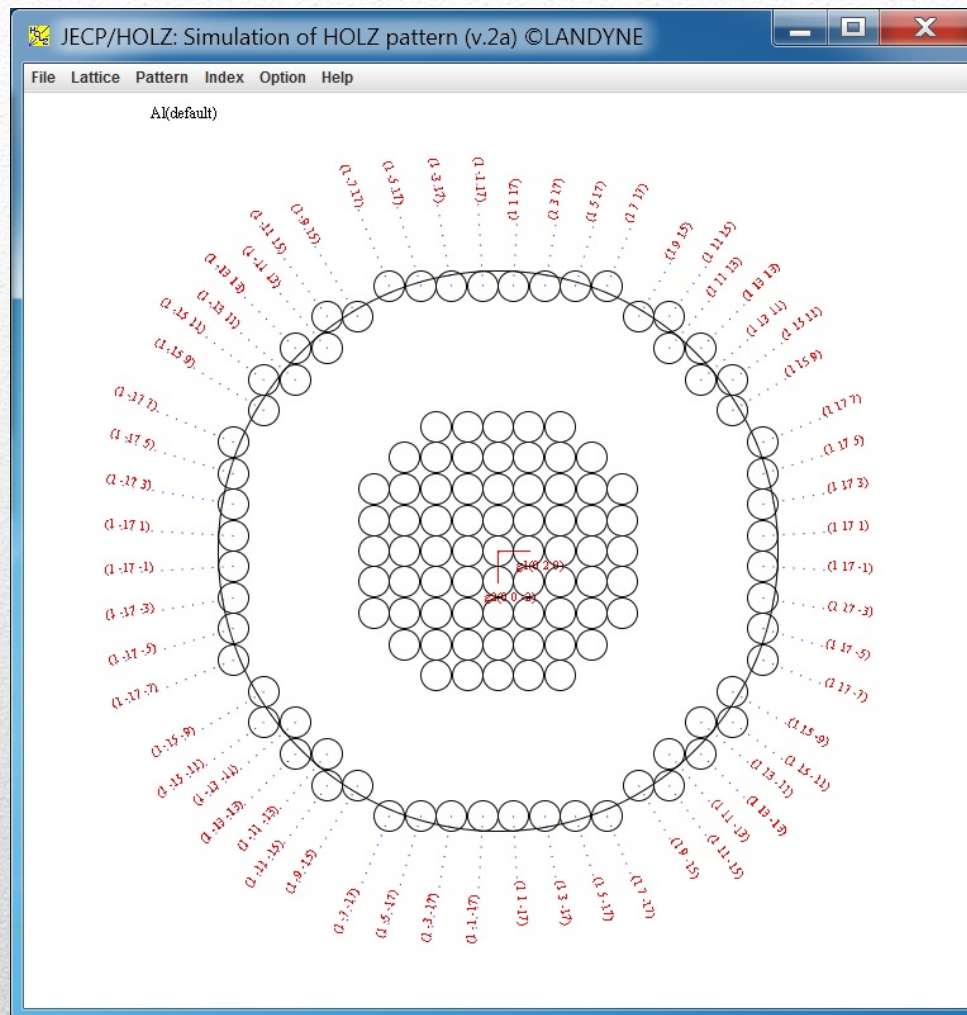 JECP/HOLZ: Simulation of HOLZ pattern (v.2a) ©LANDYNE
File Lattice Pattern Index Option Help
Al(default)
(1 -7 17)
(1 -5 17)
(1 -3 17)
(1 -1 17)
(1 1 17)
(1 3 17)
(1 5 17)
(1 7 17)
(1 -9 15)
(1 -11 15)
(1 -11 13)
(1 -13 13)
(1 -13 11)
(1 -15 11)
(1 -15 9)
(1 9 15)
(1 11 15)
(1 11 13)
(1 13 13)
(1 13 11)
(1 15 11)
(1 15 9)
(1 -17 7)
(1 -17 5)
(1 -17 3)
(1 -17 1)
(1 -17 -1)
(1 -17 -3)
(1 -17 -5)
(1 -17 -7)
(1 17 7)
(1 17 5)
(1 17 3)
(1 17 1)
(1 17 -1)
(1 17 -3)
(1 17 -5)
(1 17 -7)
g1(0 2 0)
g2(0 0 -2)
(1 -15 -9)
(1 -15 -11)
(1 -13 -11)
(1 -13 -13)
(1 -11 -13)
(1 -11 -15)
(1 -9 -15)
(1 15 -9)
(1 15 -11)
(1 13 -11)
(1 13 -13)
(1 11 -13)
(1 11 -15)
(1 9 -15)
(1 -7 -17)
(1 -5 -17)
(1 -3 -17)
(1 -1 -17)
(1 1 -17)
(1 3 -17)
(1 5 -17)
(1 7 -17)